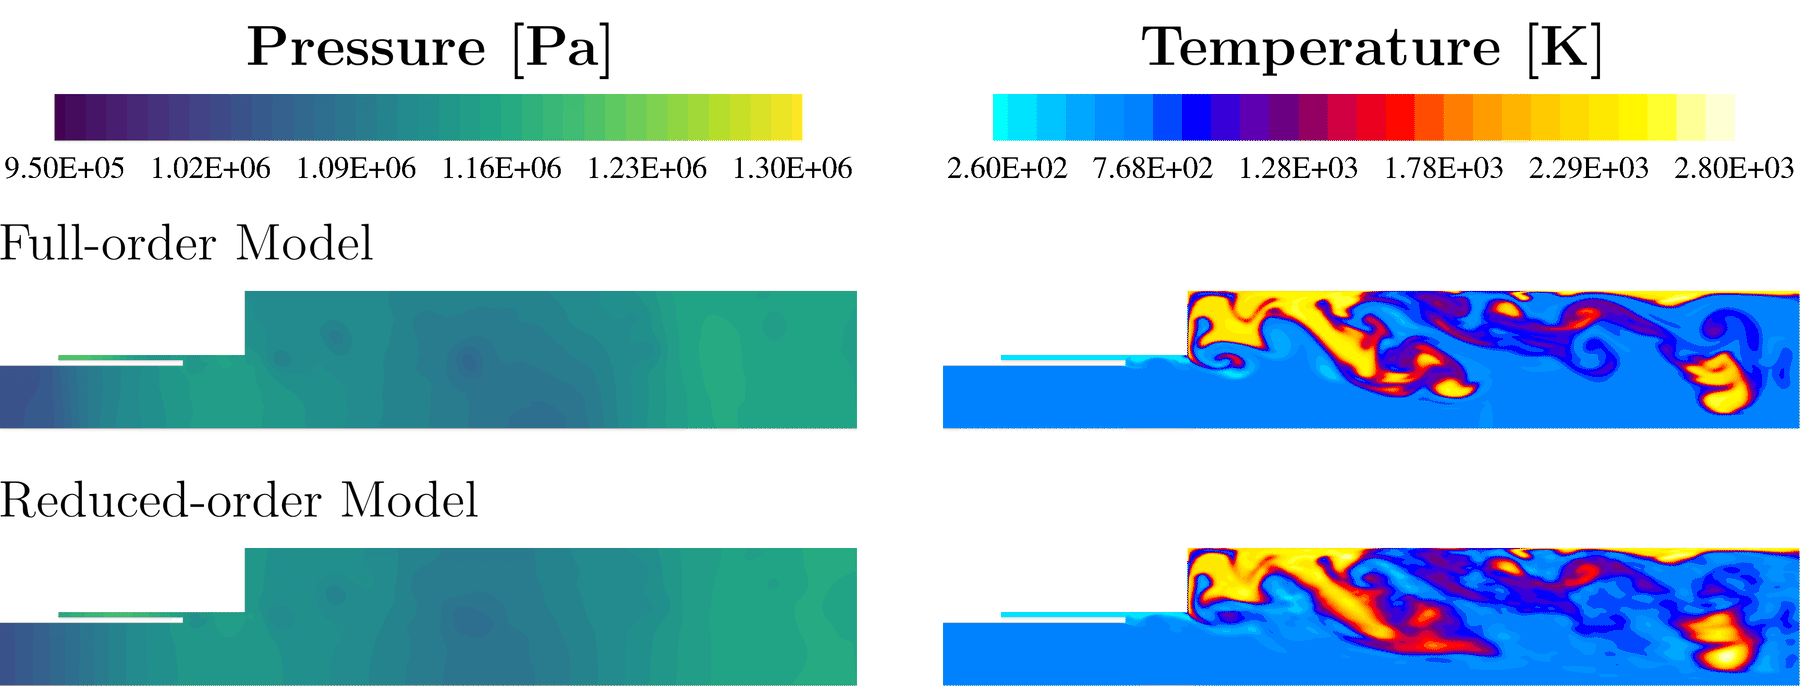 Pressure [Pa]
Temperature [K]
9.50E+05 1.02E+06 1.09E+06 1.16E+06 1.23E+06 1.30E+06
2.60E+02 7.68E+02 1.28E+03 1.78E+03 2.29E+03 2.80E+03
Full-order Model
Reduced-order Model